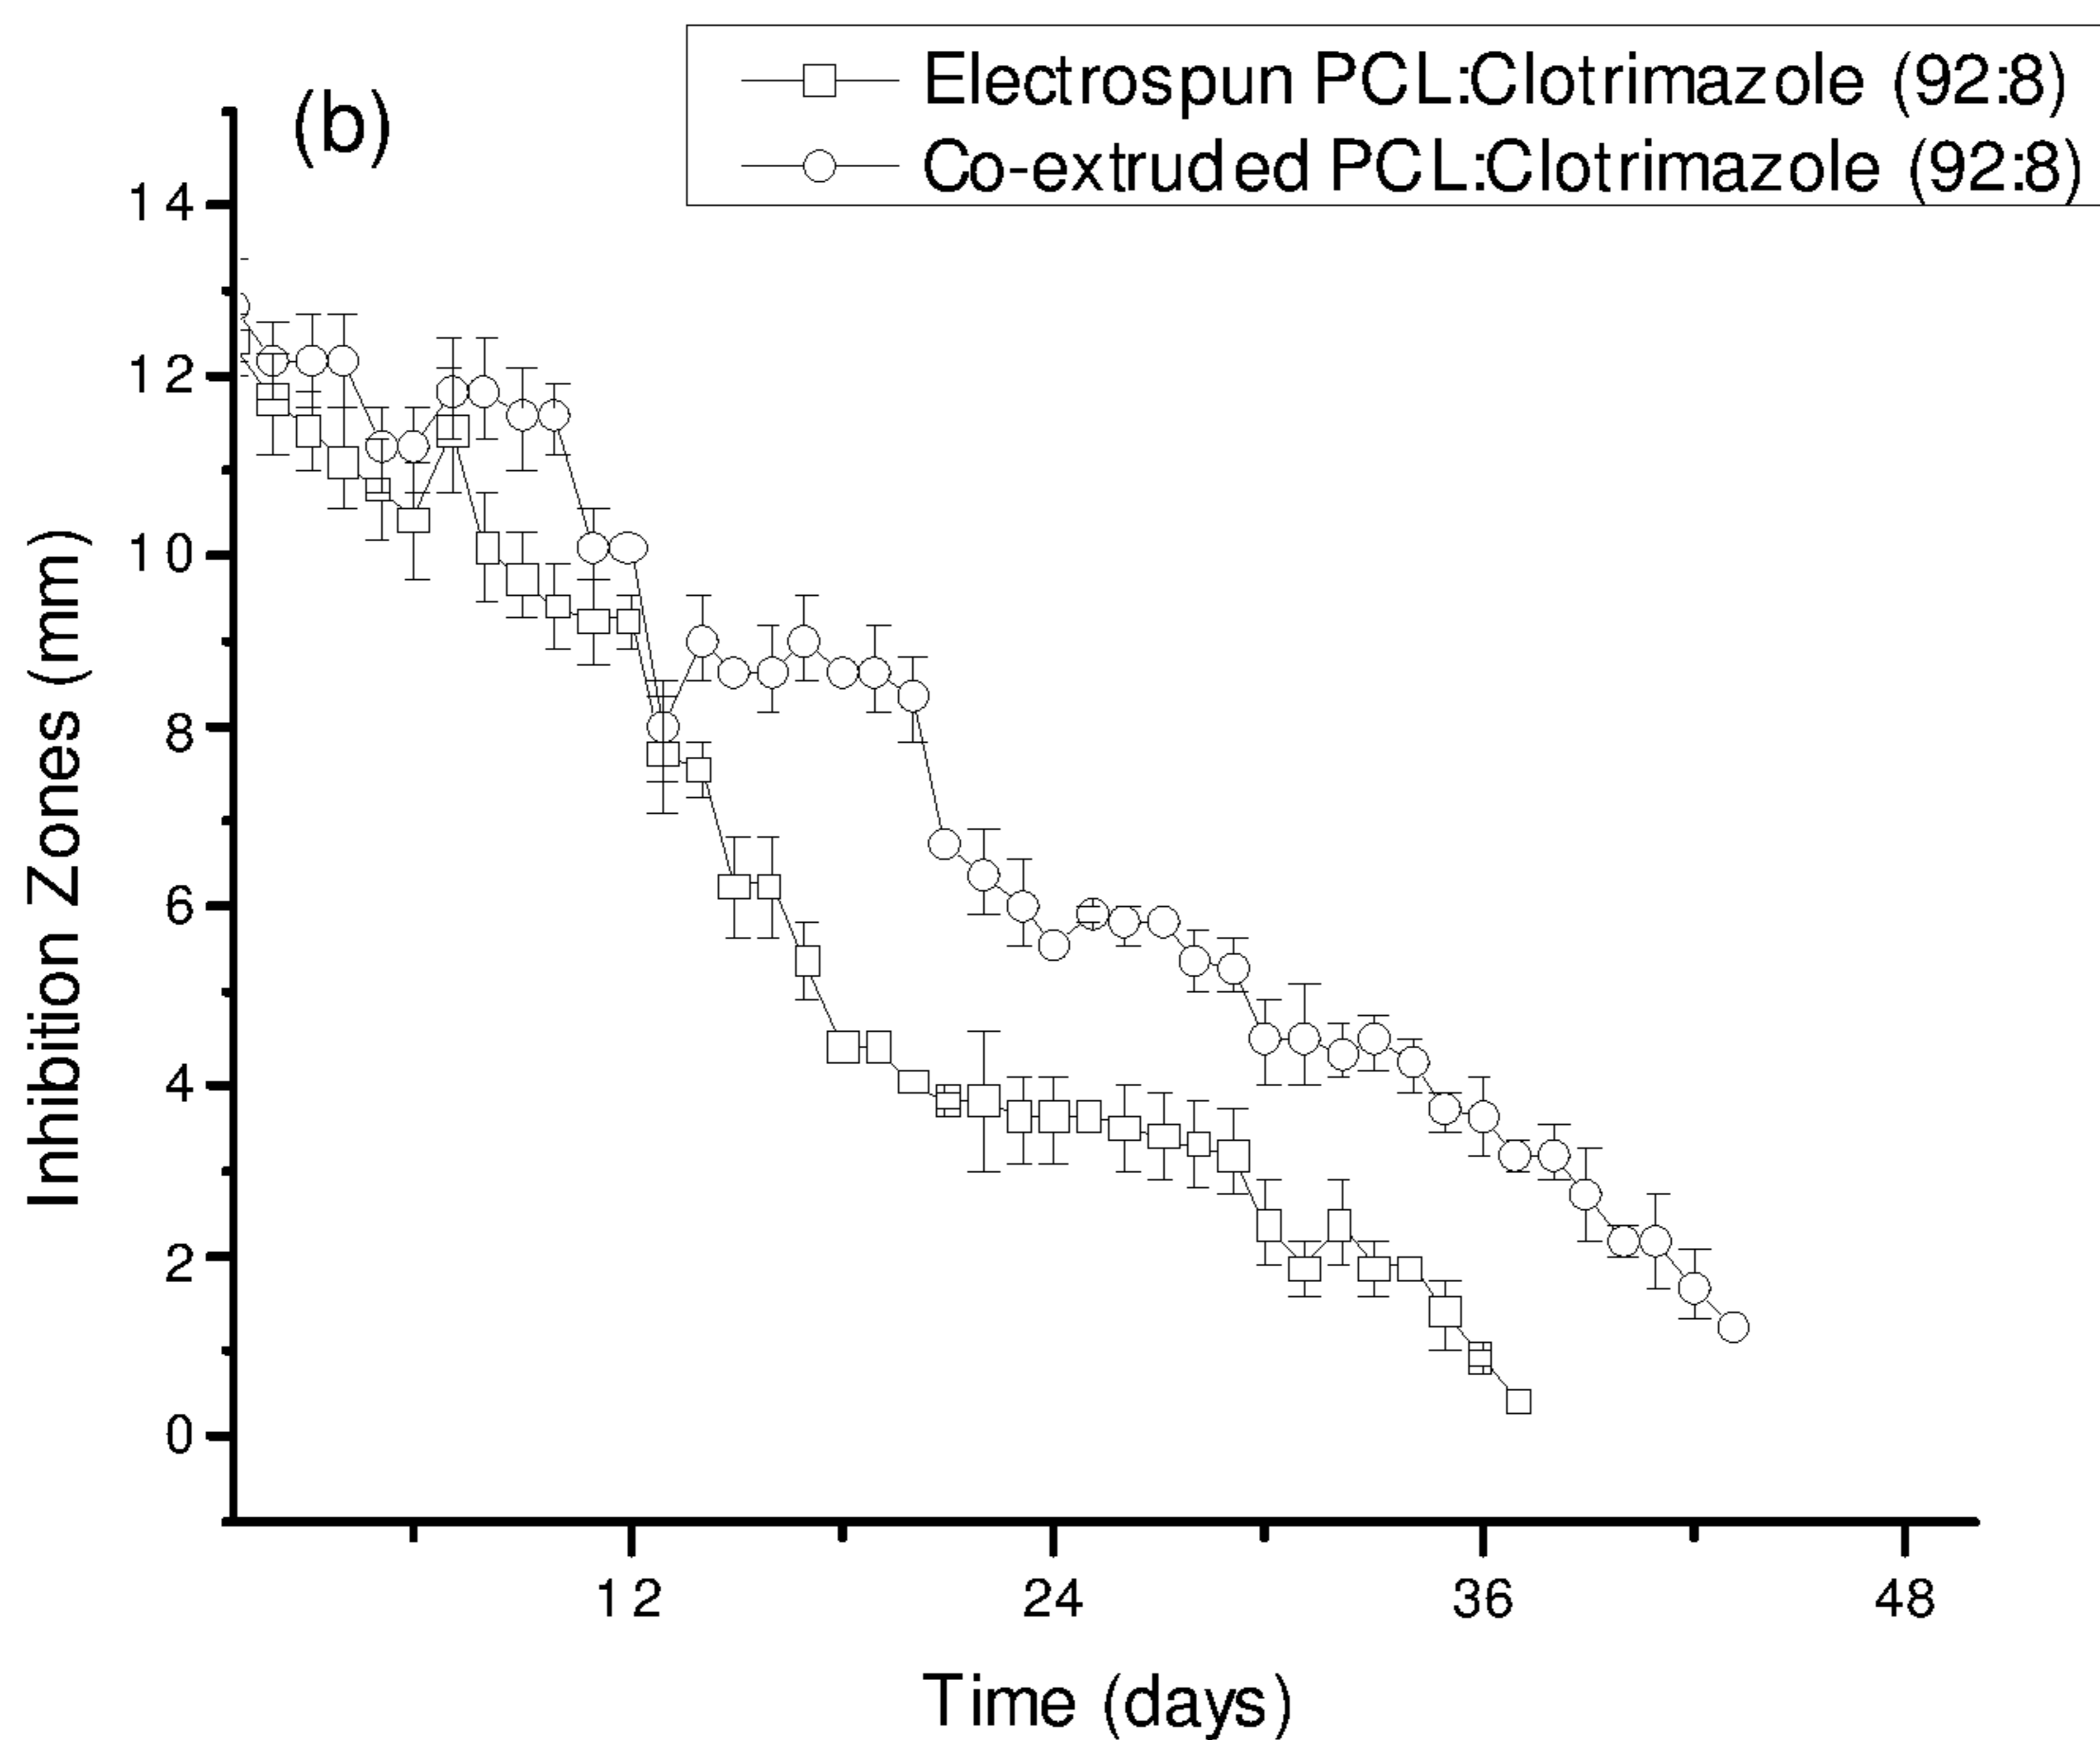 Electrospun PCL:Clotrimazole (92:8)
Co-extruded PCL:Clotrimazole (92:8)
(b)
14
12
10
8
6
4
2
0
Inhibition Zones (mm)
12
24
36
48
Time (days)